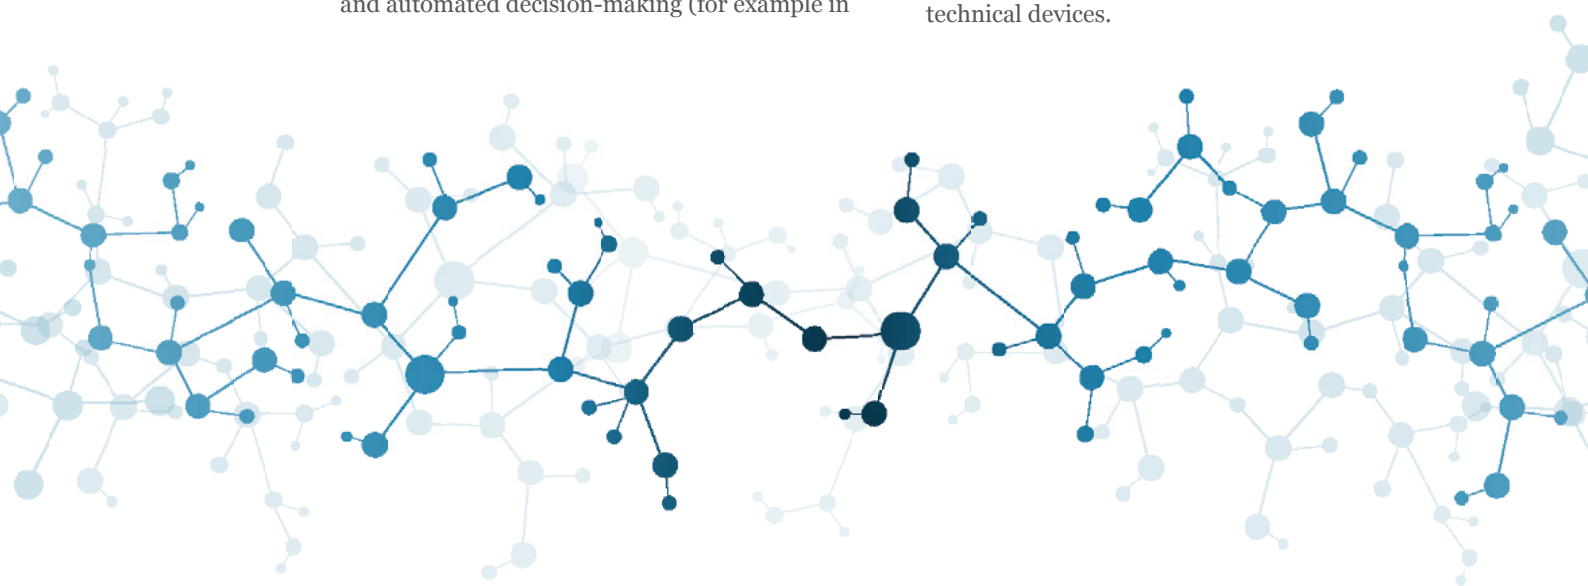 and automated decision-making (for example in
technical devices.